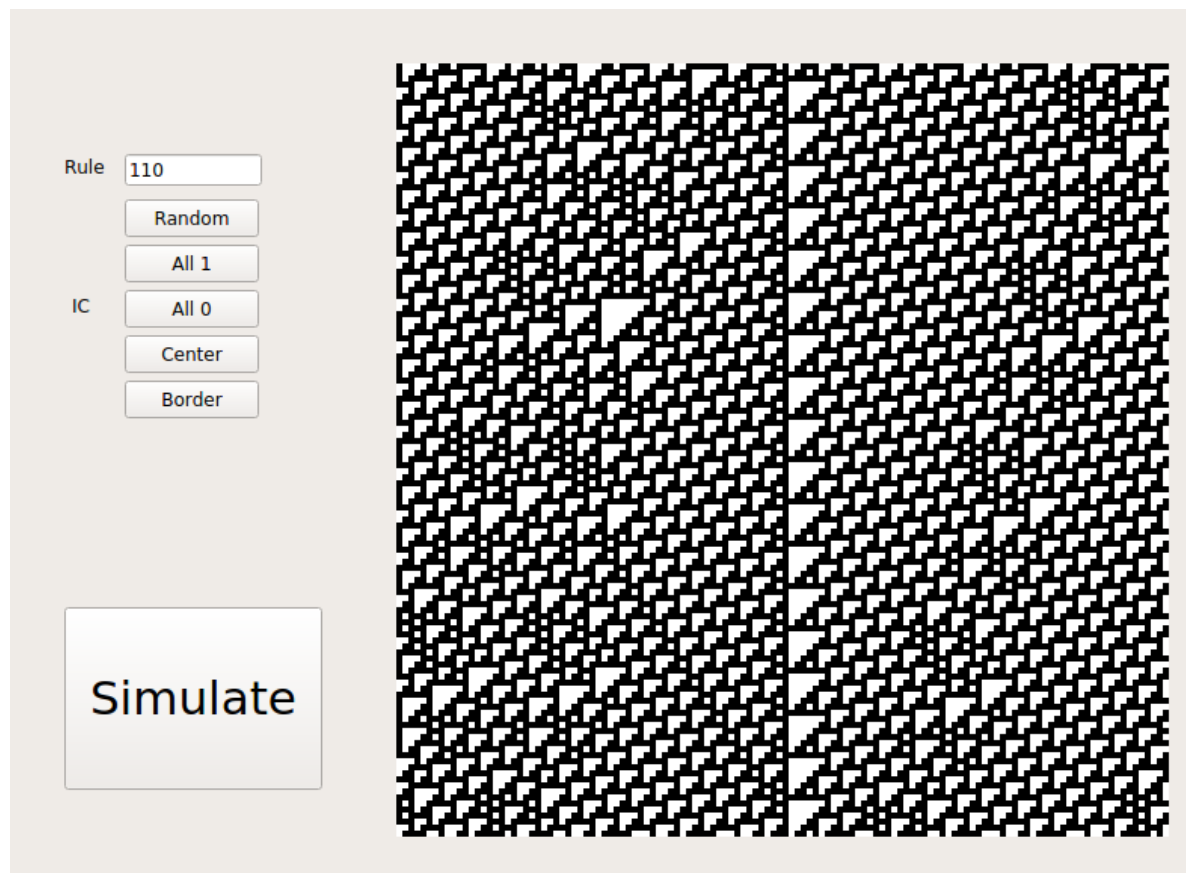 Rule 110
Random
All 1
IC All 0
Center
Border
Simulate